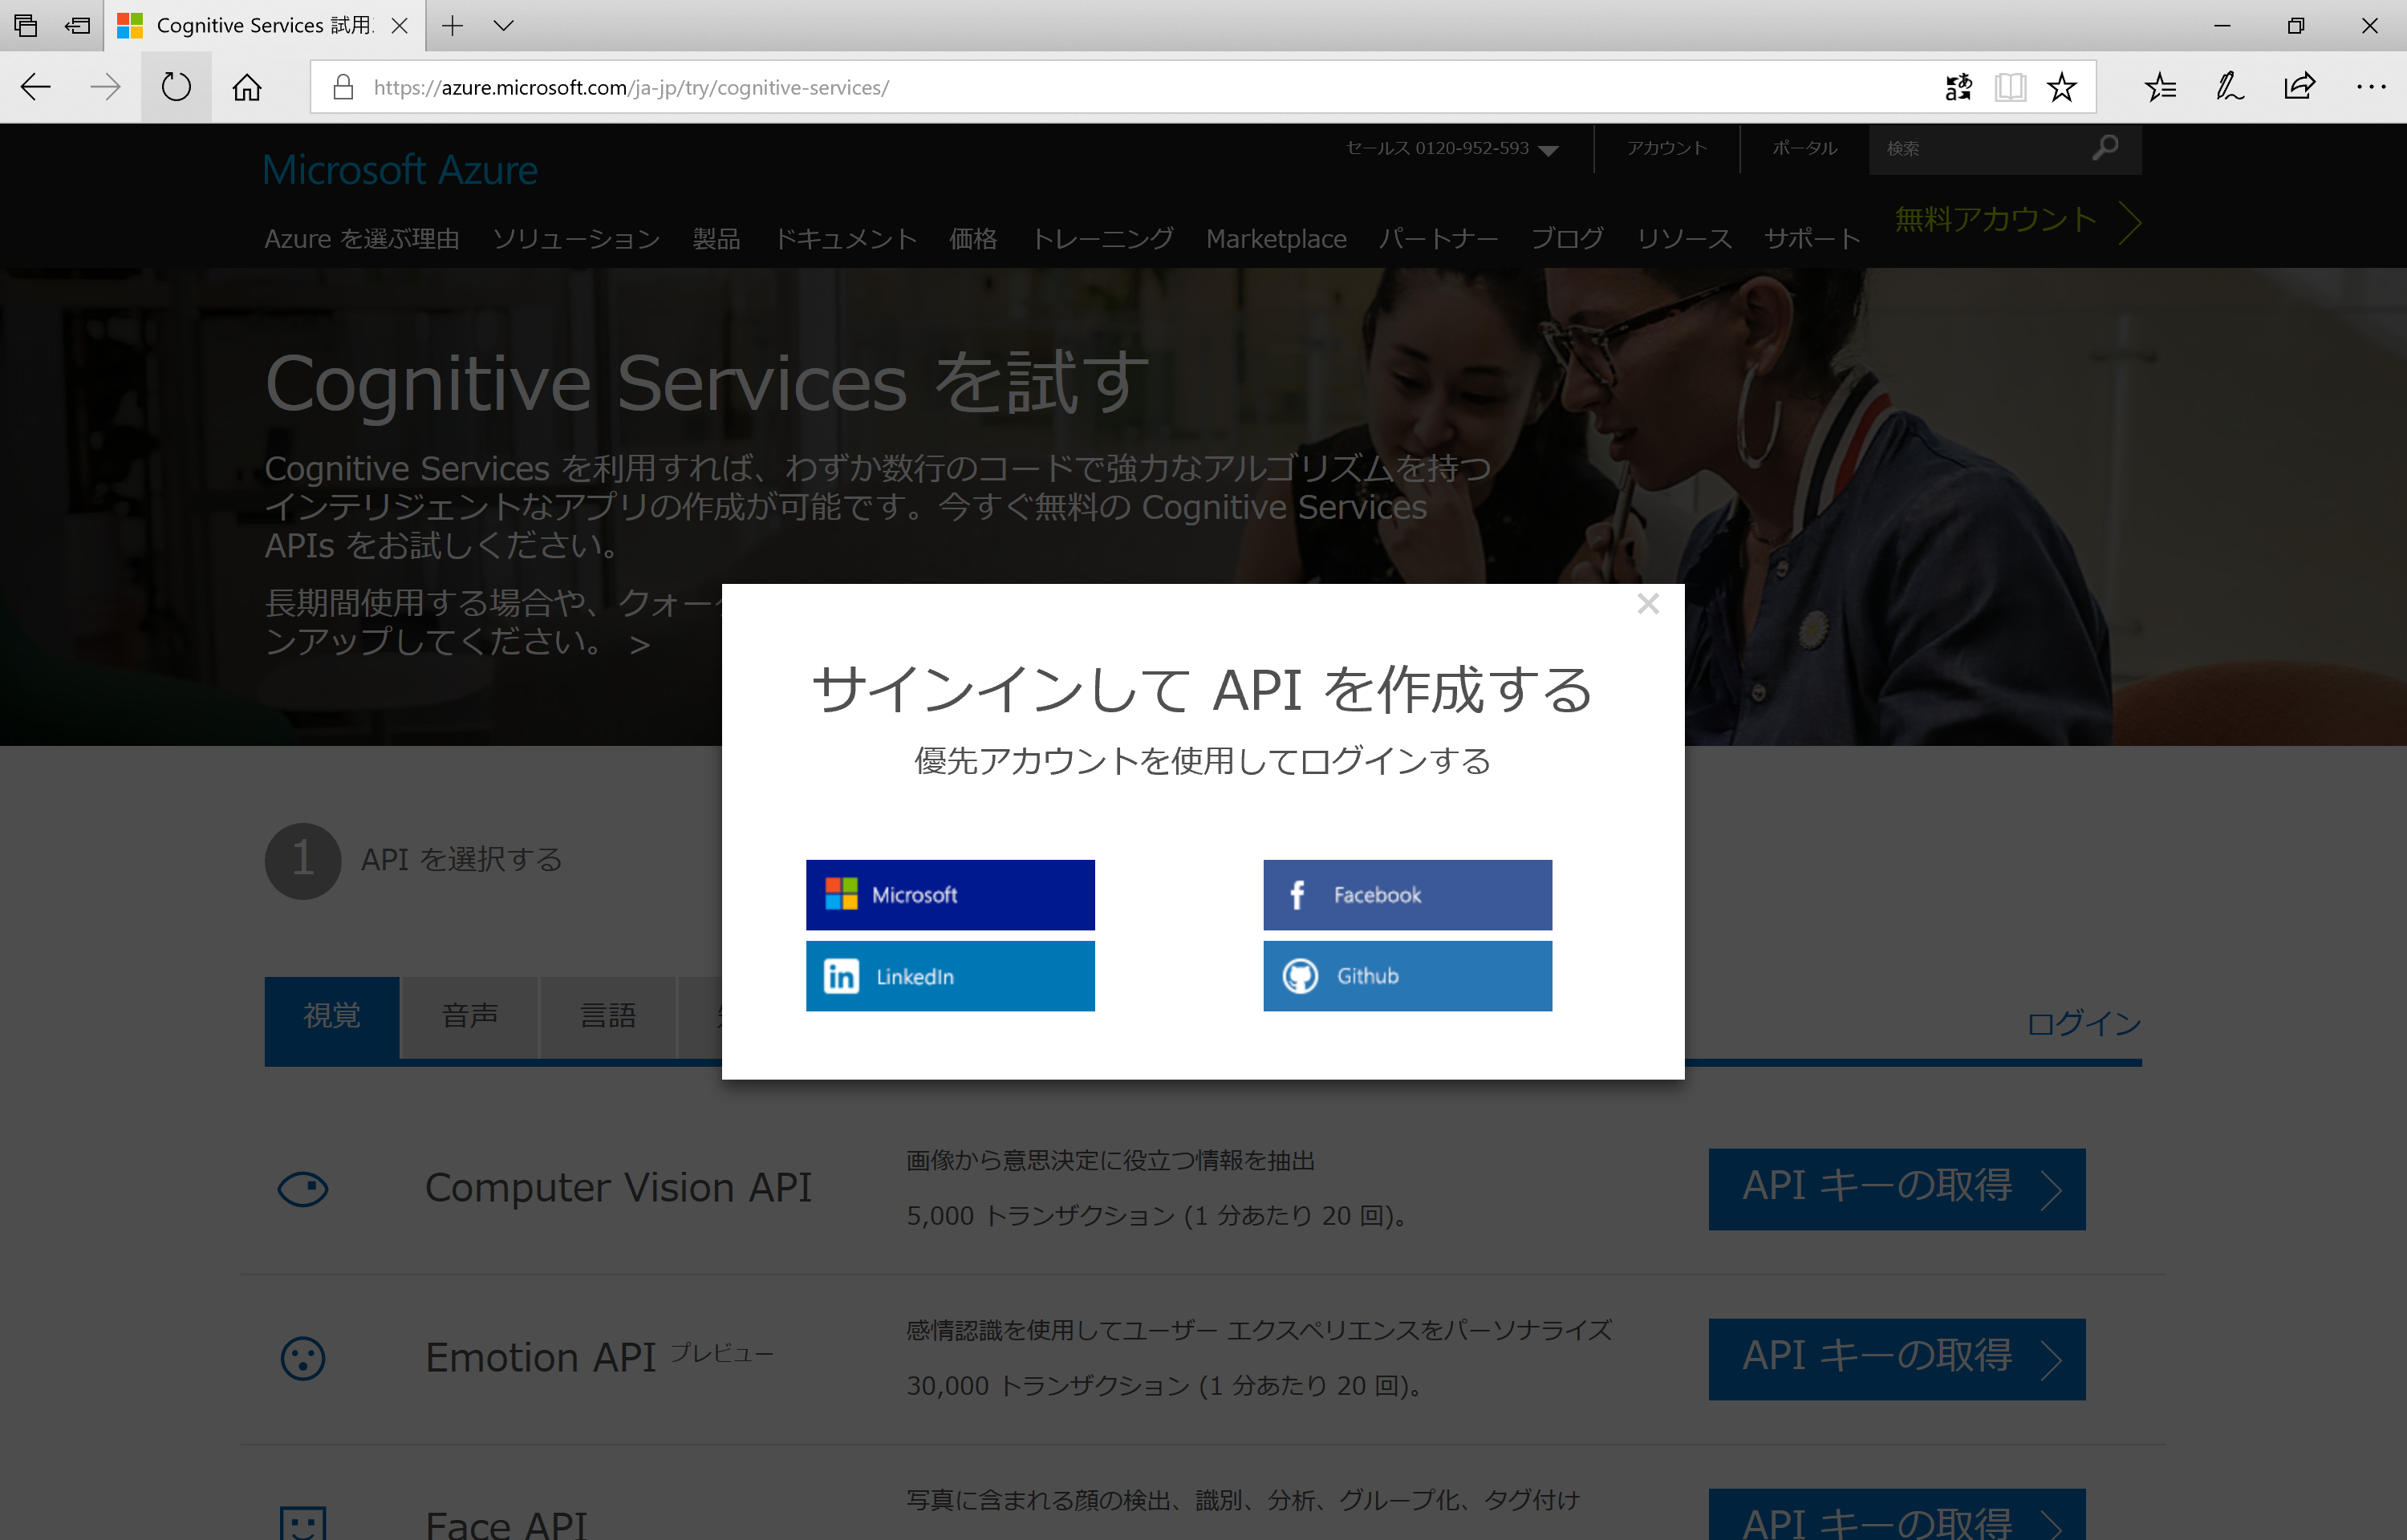 Cognitive Services 試用
https://azure.microsoft.com/ja-jp/try/cognitive-services/
Microsoft Azure
セールス 0120-952-593
アカウント
ポータル
検索
Azure を選ぶ理由 ソリューション 製品 ドキュメント 価格 トレーニング Marketplace パートナー ブログ リソース サポート
無料アカウント
Cognitive Services を試す
Cognitive Services を利用すれば、わずか数行のコードで強力なアルゴリズムを持つ
インテリジェントなアプリの作成が可能です。今すぐ無料の Cognitive Services
APIs をお試しください。
長期間使用する場合や、クォー
ンアップしてください。 >
サインインして API を作成する
優先アカウントを使用してログインする
Microsoft
Facebook
LinkedIn
Github
1 API を選択する
視覚 音声 言語
ログイン
Computer Vision API
画像から意思決定に役立つ情報を抽出
5,000 トランザクション (1 分あたり 20 回)。
API キーの取得
Emotion API プレビュー
感情認識を使用してユーザー エクスペリエンスをパーソナライズ
30,000 トランザクション (1 分あたり 20 回)。
API キーの取得
Face API
写真に含まれる顔の検出、識別、分析、グループ化、タグ付け
API キーの取得